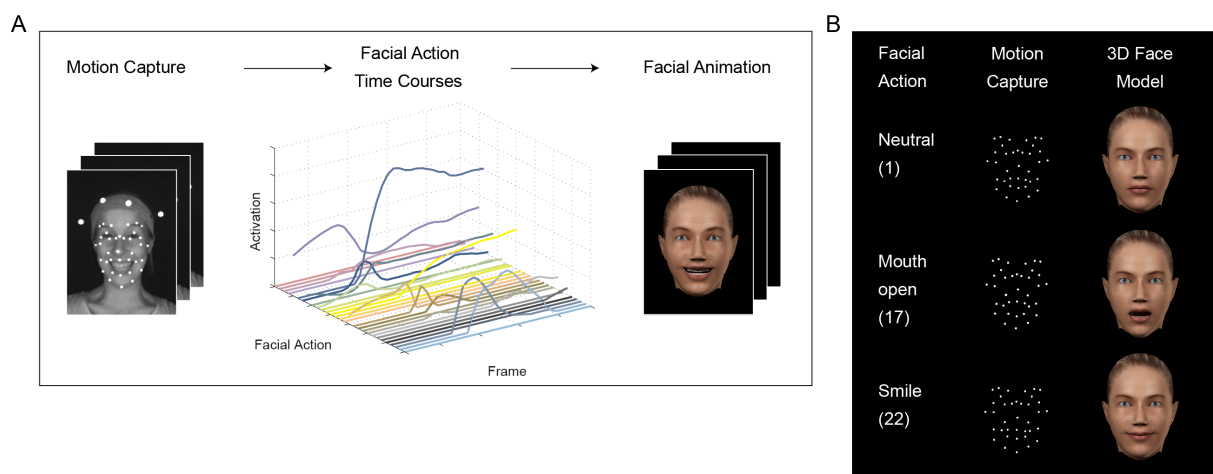 A
Motion Capture
Facial Action
Time Courses
Facial Animation
Activation
Facial Action
Frame
B
Facial
Action
Motion
Capture
3D Face
Model
Neutral
(1)
Mouth
open
(17)
Smile
(22)